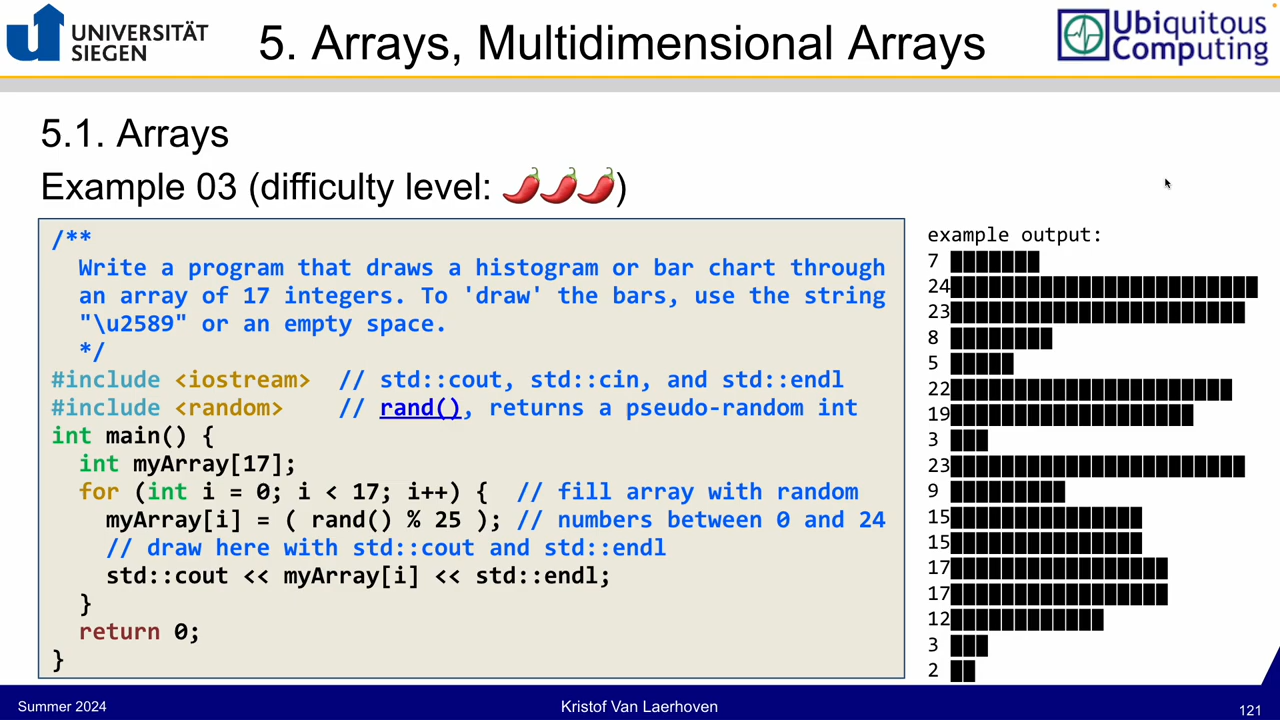 UNIVERSITÄT
SIEGEN
5. Arrays, Multidimensional Arrays
Ubiquitous
Computing
5.1. Arrays
Example 03 (difficulty level: 🌶🌶🌶)
/**
  Write a program that draws a histogram or bar chart through
  an array of 17 integers. To 'draw' the bars, use the string
  "\u2589" or an empty space.
  */
#include <iostream>  // std::cout, std::cin, and std::endl
#include <random>    // rand(), returns a pseudo-random int
int main() {
  int myArray[17];
  for (int i = 0; i < 17; i++) {  // fill array with random
    myArray[i] = ( rand() % 25 ); // numbers between 0 and 24
    // draw here with std::cout and std::endl
    std::cout << myArray[i] << std::endl;
  }
  return 0;
}
example output:
7 ▉▉▉▉▉▉▉
24▉▉▉▉▉▉▉▉▉▉▉▉▉▉▉▉▉▉▉▉▉▉▉▉
23▉▉▉▉▉▉▉▉▉▉▉▉▉▉▉▉▉▉▉▉▉▉▉
8 ▉▉▉▉▉▉▉▉
5 ▉▉▉▉▉
22▉▉▉▉▉▉▉▉▉▉▉▉▉▉▉▉▉▉▉▉▉▉
19▉▉▉▉▉▉▉▉▉▉▉▉▉▉▉▉▉▉▉
3 ▉▉▉
23▉▉▉▉▉▉▉▉▉▉▉▉▉▉▉▉▉▉▉▉▉▉▉
9 ▉▉▉▉▉▉▉▉▉
15▉▉▉▉▉▉▉▉▉▉▉▉▉▉▉
15▉▉▉▉▉▉▉▉▉▉▉▉▉▉▉
17▉▉▉▉▉▉▉▉▉▉▉▉▉▉▉▉▉
17▉▉▉▉▉▉▉▉▉▉▉▉▉▉▉▉▉
12▉▉▉▉▉▉▉▉▉▉▉▉
3 ▉▉▉
2 ▉▉
Summer 2024
Kristof Van Laerhoven
121